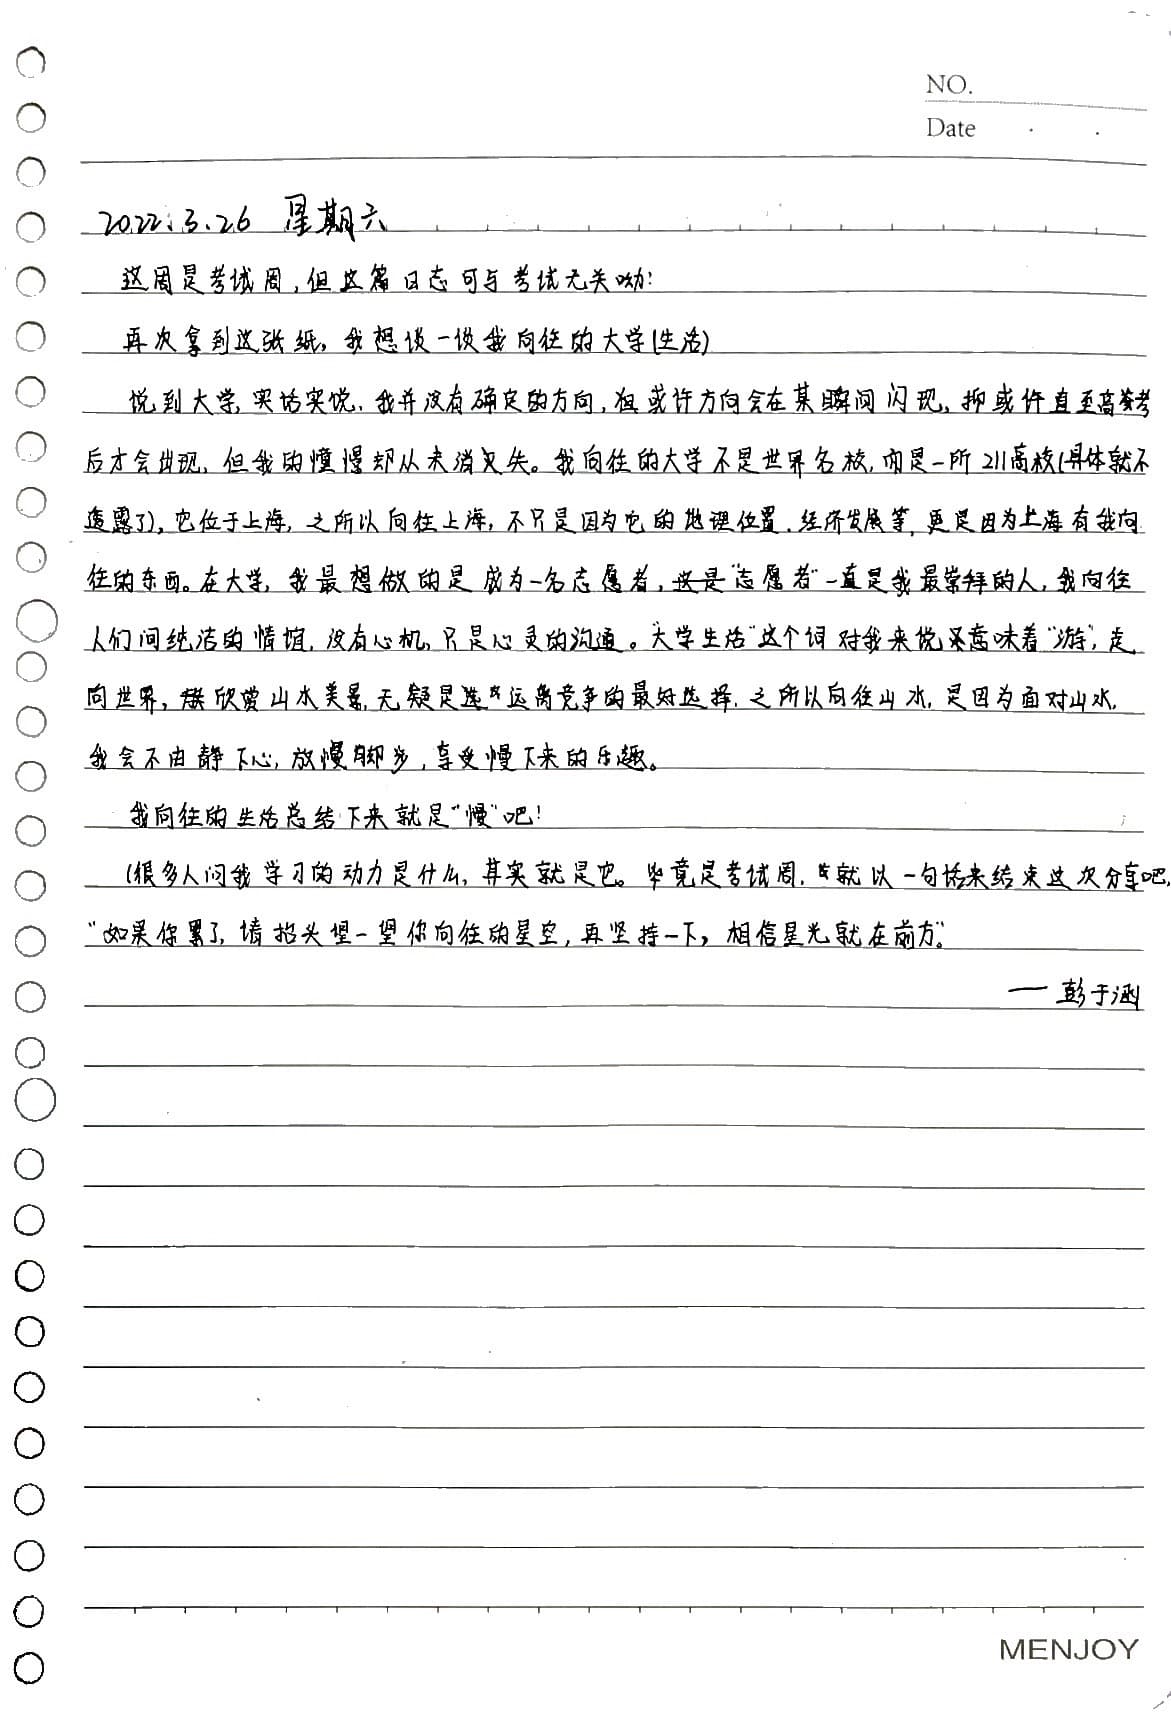 NO.
Date
2022.3.26 星期六
这周是考试周,但这篇日志可与考试无关呦!
再次拿到这张纸,我想谈一谈我向往的大学(生活)
说到大学,实话实说,我并没有确定的方向,但或许方向会在某瞬间闪现,抑或许直至高考
后才会出现,但我的憧憬却从未消失。我向往的大学不是世界名校,而是一所211高校(具体就不
透露了),它位于上海,之所以向往上海,不只是因为它的地理位置、经济发展等,更是因为上海有我向
往的东西。在大学,我最想做的是成为一名志愿者,"志愿者"一直是我最崇拜的人,我向往
人们间纯洁的情谊,没有心机,只是心灵的沟通。"大学生活"这个词对我来说还意味着"游",走
向世界,欣赏山水美景,无疑是远离竞争的最好选择,之所以向往山水,是因为面对山水,
我会不由静下心,放慢脚步,享受慢下来的乐趣。
我向往的生活总结下来就是"慢"吧!
(很多人问我学习的动力是什么,其实就是它。毕竟是考试周,就以一句话来结束这次分享吧,
"如果你累了,请抬头望一望你向往的星空,再坚持一下,相信星光就在前方。"
——彭于涵
MENJOY